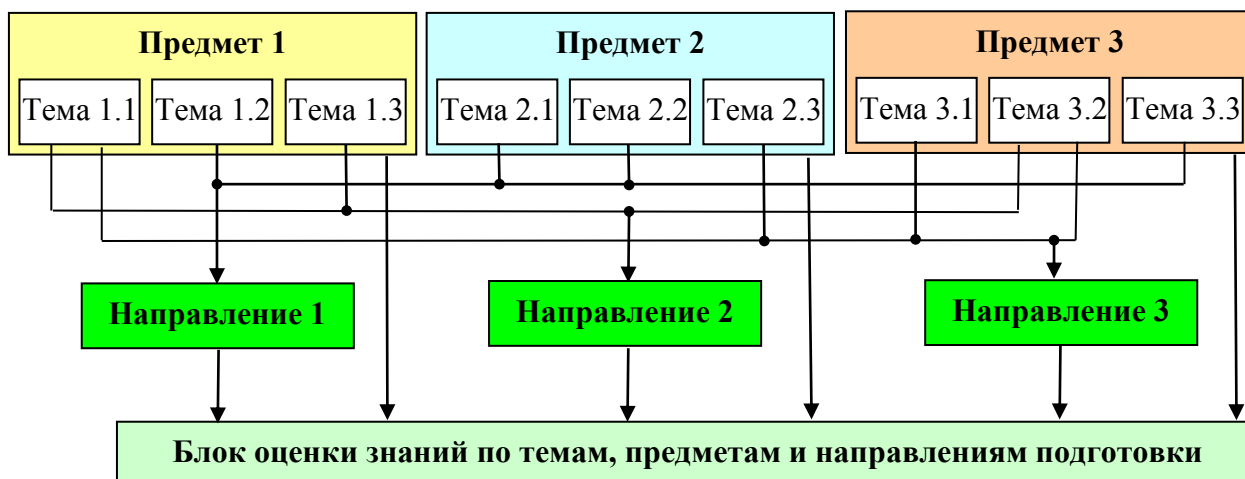 Предмет 1
Предмет 2
Предмет 3
Тема 1.1
Тема 1.2
Тема 1.3
Тема 2.1
Тема 2.2
Тема 2.3
Тема 3.1
Тема 3.2
Тема 3.3
Направление 1
Направление 2
Направление 3
Блок оценки знаний по темам, предметам и направлениям подготовки